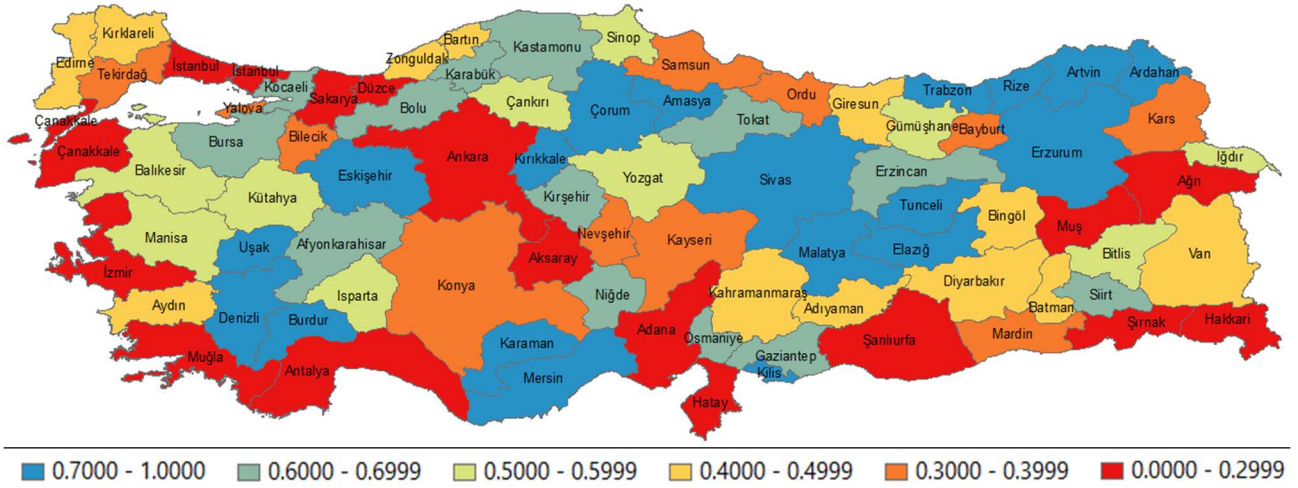 Kırklareli
Edirne
Tekirdağ
İstanbul
İstanbul
Kocaeli
Yalova
Sakarya
Düzce
Zonguldak
Bartın
Karabük
Kastamonu
Sinop
Samsun
Ordu
Giresun
Trabzon
Rize
Artvin
Ardahan
Çanakkale
Çanakkale
Balıkesir
Bursa
Bilecik
Bolu
Çankırı
Çorum
Amasya
Tokat
Gümüşhane
Bayburt
Erzurum
Kars
Iğdır
Ağrı
Kütahya
Eskişehir
Ankara
Kırıkkale
Kırşehir
Yozgat
Sivas
Erzincan
Tunceli
Bingöl
Muş
Manisa
Uşak
Afyonkarahisar
Nevşehir
Kayseri
Malatya
Elazığ
Bitlis
Van
İzmir
Aksaray
Aydın
Denizli
Isparta
Burdur
Konya
Niğde
Kahramanmaraş
Adıyaman
Diyarbakır
Batman
Siirt
Muğla
Antalya
Karaman
Mersin
Adana
Osmaniye
Gaziantep
Kilis
Hatay
Şanlıurfa
Mardin
Şırnak
Hakkari
0.7000 - 1.0000
0.6000 - 0.6999
0.5000 - 0.5999
0.4000 - 0.4999
0.3000 - 0.3999
0.0000 - 0.2999